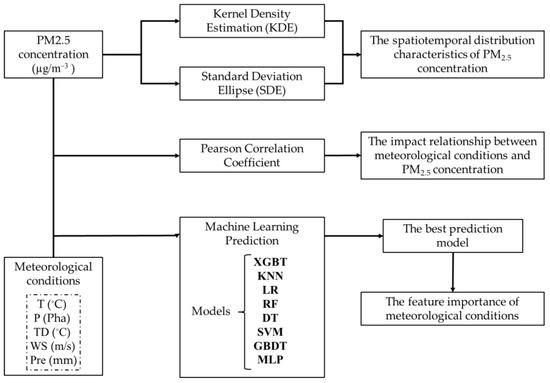 PM2.5
concentration
(µg/m⁻³ )
Kernel Density
Estimation (KDE)
Standard Deviation
Ellipse (SDE)
The spatiotemporal distribution
characteristics of PM₂.₅
concentration
Pearson Correlation
Coefficient
The impact relationship between
meteorological conditions and
PM₂.₅ concentration
Meteorological
conditions
T (°C)
P (Pha)
TD (°C)
WS (m/s)
Pre (mm)
Machine Learning
Prediction
Models
XGBT
KNN
LR
RF
DT
SVM
GBDT
MLP
The best prediction
model
The feature importance of
meteorological conditions